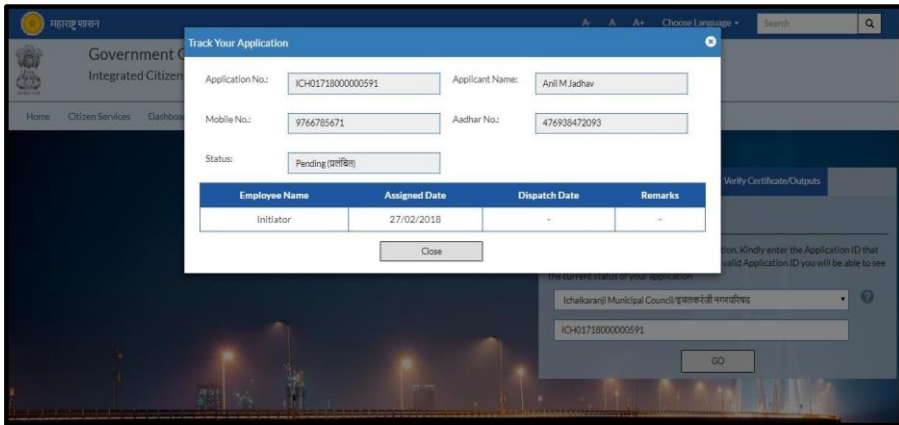 महाराष्ट्र शासन
A- A A+ Choose Language Search
Government
Integrated Citizen
Home Citizen Services
Track Your Application
Application No.: ICH01718000000591 Applicant Name: Anil M Jadhav
Mobile No.: 9766785671 Aadhar No.: 476938472093
Status: Pending (प्रलंबित)
Employee Name Assigned Date Dispatch Date Remarks
Initiator 27/02/2018 - -
Close
Verify Certificate/Outputs
Kindly enter the Application ID that
valid Application ID you will be able to see
the current status of your application
Ichalkaranji Municipal Council/इचलकरंजी नगरपरिषद
ICH01718000000591
GO